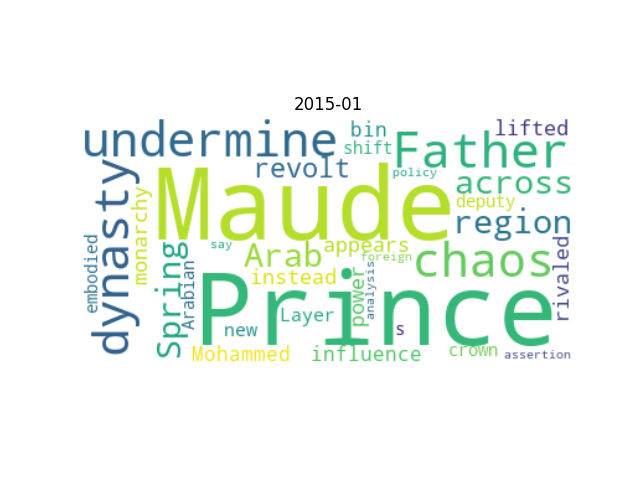 2015-01
undermine
bin
lifted
shift
Father
revolt
policy
across
Maude
dynasty
monarchy
deputy
region
embodied
Spring
Arabian
say
Arab
appears
foreign
chaos
rivaled
instead
power
analysis
Prince
Layer
new
s
Mohammed
influence
crown
assertion